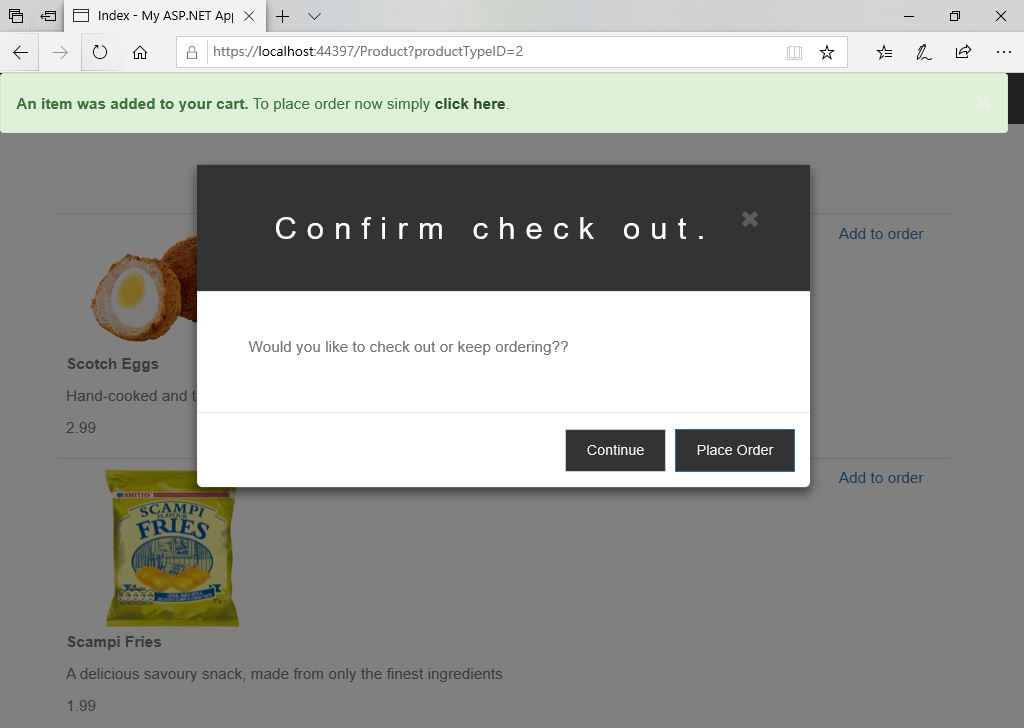 Index - My ASP.NET App
https://localhost:44397/Product?productTypeID=2
An item was added to your cart. To place order now simply click here.
Confirm check out.
Add to order
Would you like to check out or keep ordering??
Scotch Eggs
Hand-cooked and t
2.99
Continue
Place Order
Add to order
SMITHS
SCAMPI
FLAVOUR
FRIES
Scampi Fries
A delicious savoury snack, made from only the finest ingredients
1.99